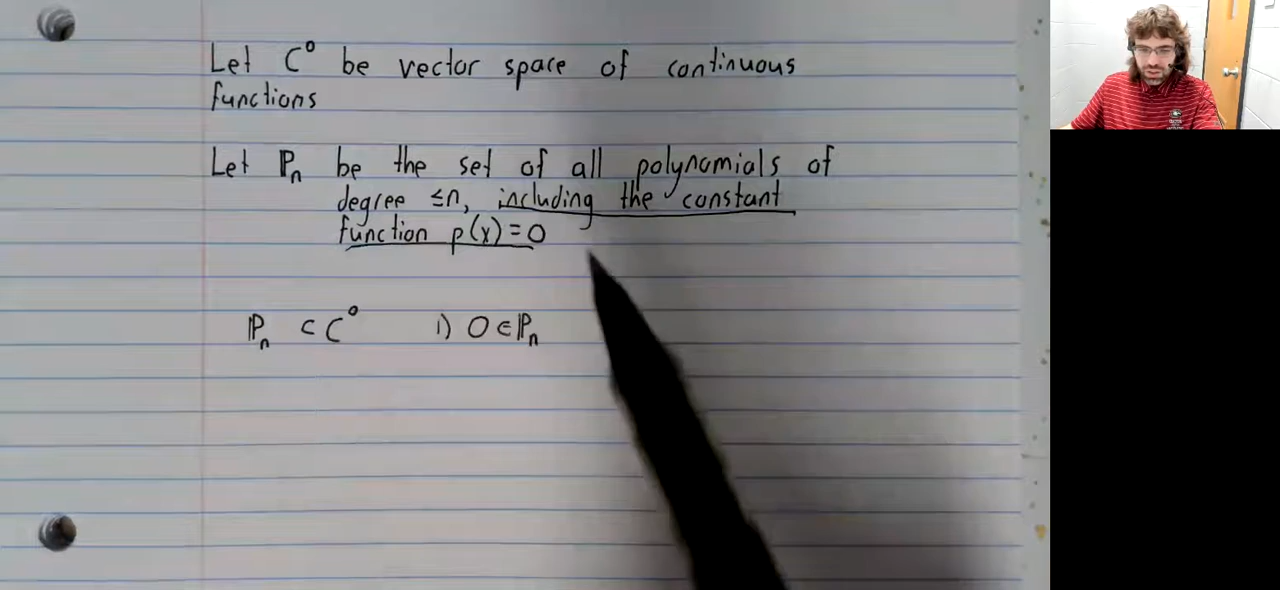 Let C⁰ be vector space of continuous
functions
Let ℙₙ be the set of all polynomials of
degree ≤n, including the constant
function p(x)=0
ℙₙ ⊂ C⁰ 1) 0∈ℙₙ